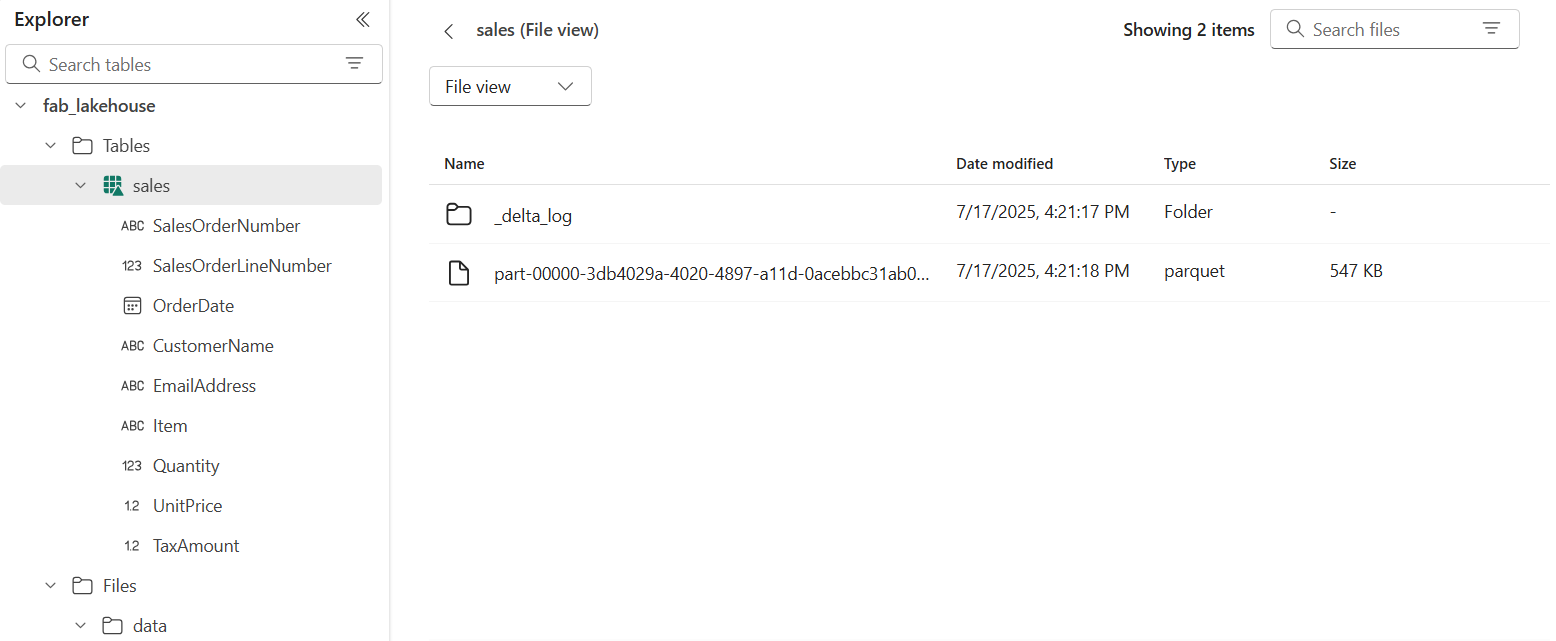 Explorer
Search tables
fab_lakehouse
Tables
sales
ABC SalesOrderNumber
123 SalesOrderLineNumber
OrderDate
ABC CustomerName
ABC EmailAddress
ABC Item
123 Quantity
1.2 UnitPrice
1.2 TaxAmount
Files
data
sales (File view)
Showing 2 items
Search files
File view
Name Date modified Type Size
_delta_log 7/17/2025, 4:21:17 PM Folder -
part-00000-3db4029a-4020-4897-a11d-0acebbc31ab0... 7/17/2025, 4:21:18 PM parquet 547 KB